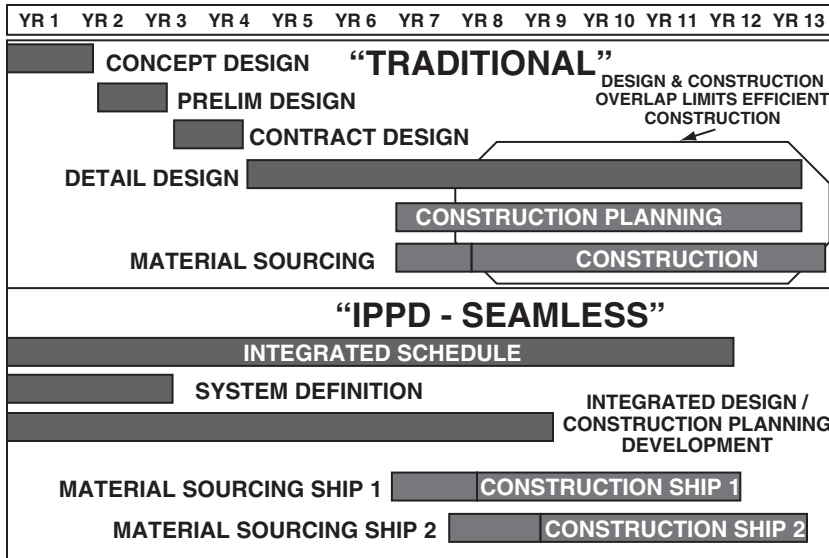 YR 1 YR 2 YR 3 YR 4 YR 5 YR 6 YR 7 YR 8 YR 9 YR 10 YR 11 YR 12 YR 13
CONCEPT DESIGN
"TRADITIONAL"
DESIGN & CONSTRUCTION
OVERLAP LIMITS EFFICIENT
CONSTRUCTION
PRELIM DESIGN
CONTRACT DESIGN
DETAIL DESIGN
CONSTRUCTION PLANNING
MATERIAL SOURCING
CONSTRUCTION
"IPPD - SEAMLESS"
INTEGRATED SCHEDULE
SYSTEM DEFINITION
INTEGRATED DESIGN /
CONSTRUCTION PLANNING
DEVELOPMENT
MATERIAL SOURCING SHIP 1
CONSTRUCTION SHIP 1
MATERIAL SOURCING SHIP 2
CONSTRUCTION SHIP 2